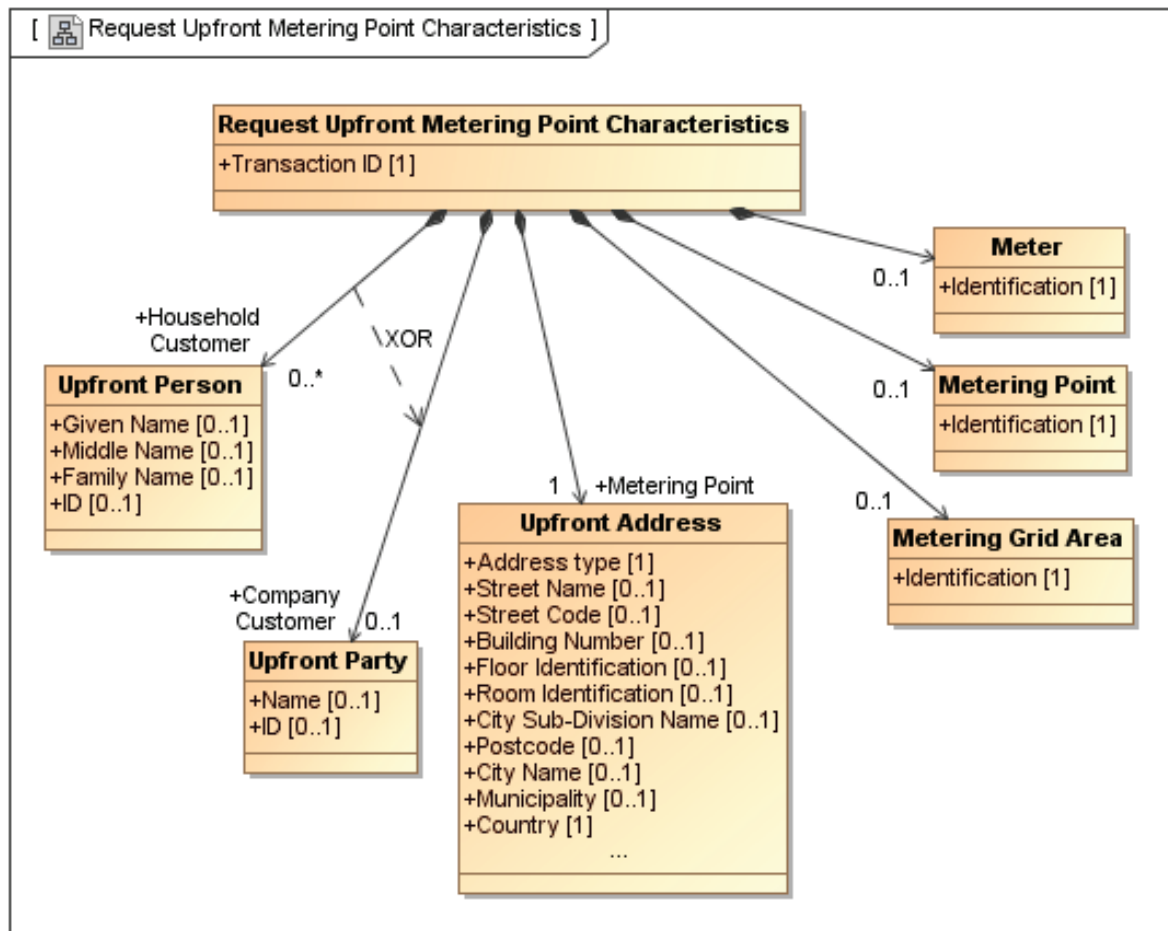 [ Request Upfront Metering Point Characteristics ]
Request Upfront Metering Point Characteristics
+Transaction ID [1]
Meter
+Identification [1]
0..1
Metering Point
+Identification [1]
0..1
Metering Grid Area
+Identification [1]
0..1
+Household
Customer
0..*
XOR
Upfront Person
+Given Name [0..1]
+Middle Name [0..1]
+Family Name [0..1]
+ID [0..1]
+Company
Customer
0..1
Upfront Party
+Name [0..1]
+ID [0..1]
1 +Metering Point
Upfront Address
+Address type [1]
+Street Name [0..1]
+Street Code [0..1]
+Building Number [0..1]
+Floor Identification [0..1]
+Room Identification [0..1]
+City Sub-Division Name [0..1]
+Postcode [0..1]
+City Name [0..1]
+Municipality [0..1]
+Country [1]
...